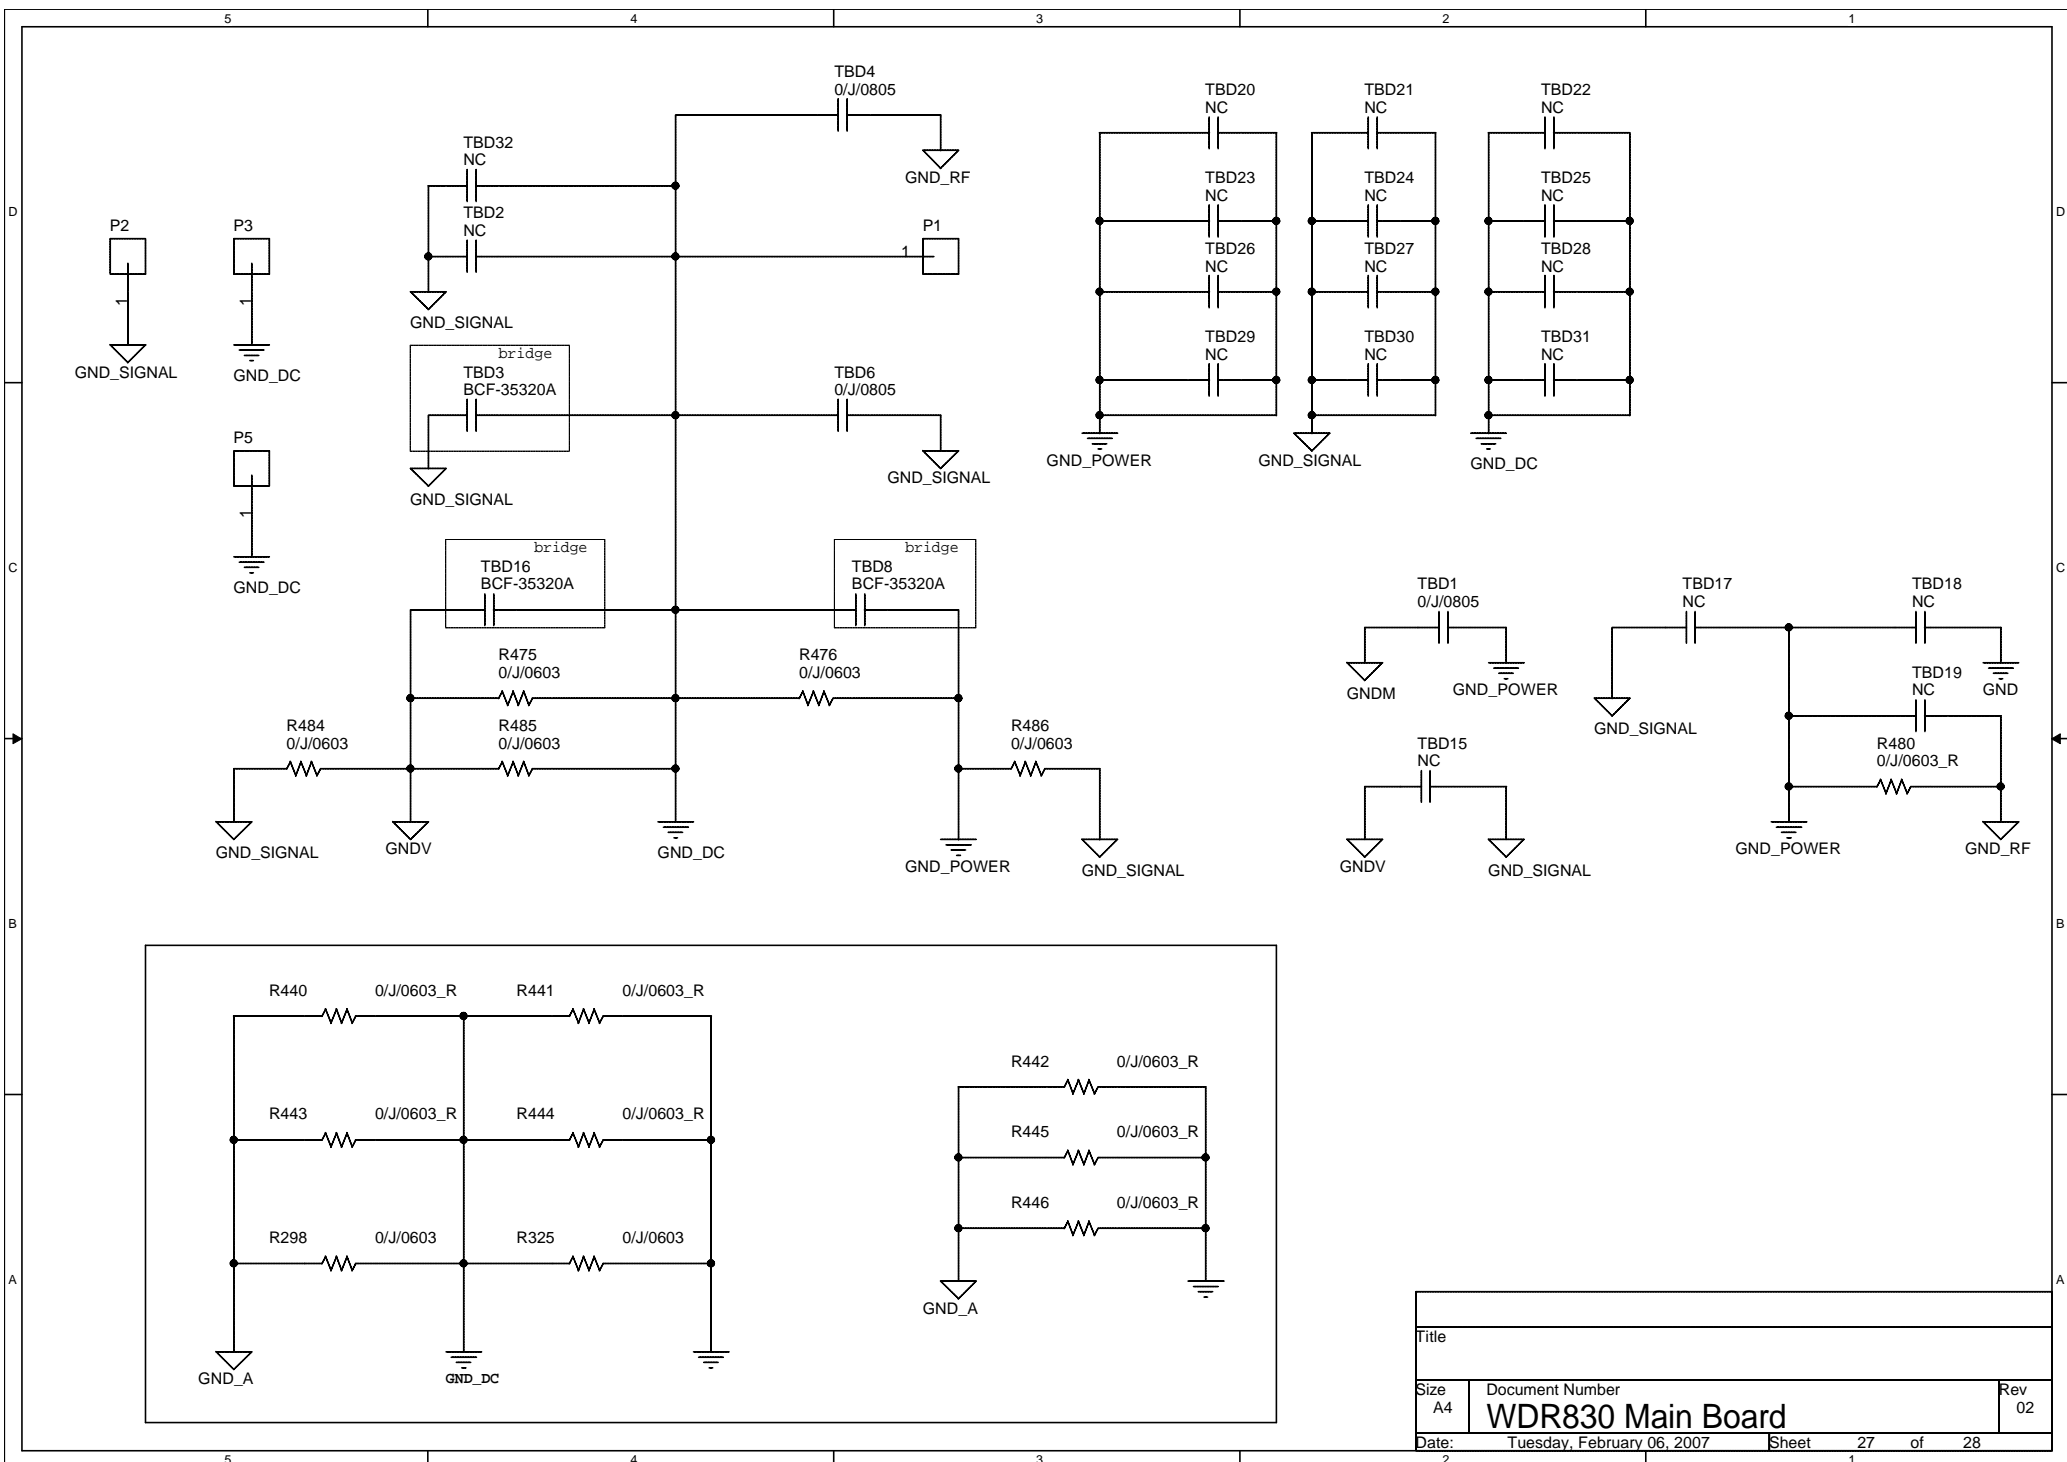 5 4 3 2 1
TBD4
0/J/0805
GND_RF
TBD32
NC
TBD2
NC
GND_SIGNAL
P1
1
P2
1
GND_SIGNAL
P3
1
GND_DC
P5
1
GND_DC
bridge
TBD3
BCF-35320A
GND_SIGNAL
TBD6
0/J/0805
GND_SIGNAL
TBD20
NC
TBD23
NC
TBD26
NC
TBD29
NC
GND_POWER
TBD21
NC
TBD24
NC
TBD27
NC
TBD30
NC
GND_SIGNAL
TBD22
NC
TBD25
NC
TBD28
NC
TBD31
NC
GND_DC
D
D
C
C
B
B
A
A
bridge
TBD16
BCF-35320A
bridge
TBD8
BCF-35320A
R475
0/J/0603
R476
0/J/0603
R484
0/J/0603
R485
0/J/0603
R486
0/J/0603
GND_SIGNAL
GNDV
GND_DC
GND_POWER
GND_SIGNAL
TBD1
0/J/0805
GNDM
GND_POWER
TBD15
NC
GNDV
GND_SIGNAL
TBD17
NC
GND_SIGNAL
TBD18
NC
GND
TBD19
NC
R480
0/J/0603_R
GND_POWER
GND_RF
R440 0/J/0603_R
R441 0/J/0603_R
R443 0/J/0603_R
R444 0/J/0603_R
R298 0/J/0603
R325 0/J/0603
GND_A
GND_DC
R442 0/J/0603_R
R445 0/J/0603_R
R446 0/J/0603_R
GND_A
Title
Size
A4
Document Number
WDR830 Main Board
Rev
02
Date: Tuesday, February 06, 2007 Sheet 27 of 28
5 4 3 2 1